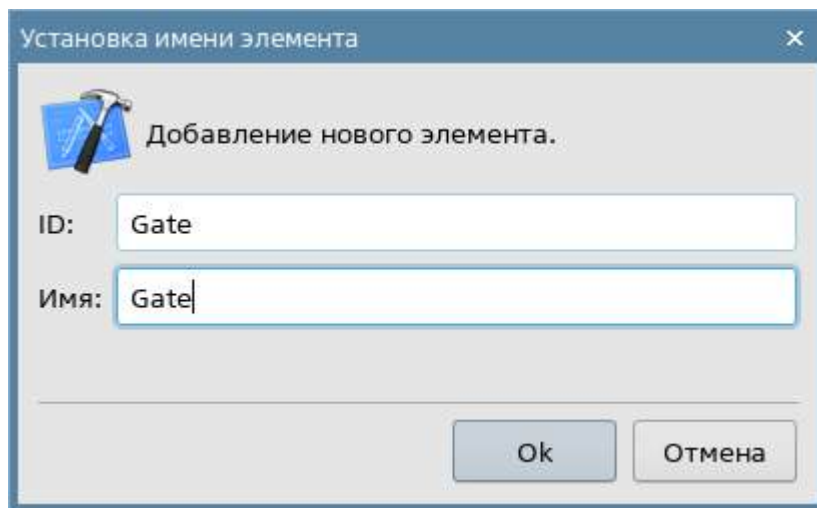 Установка имени элемента
Добавление нового элемента.
ID: Gate
Имя: Gate
Ok Отмена